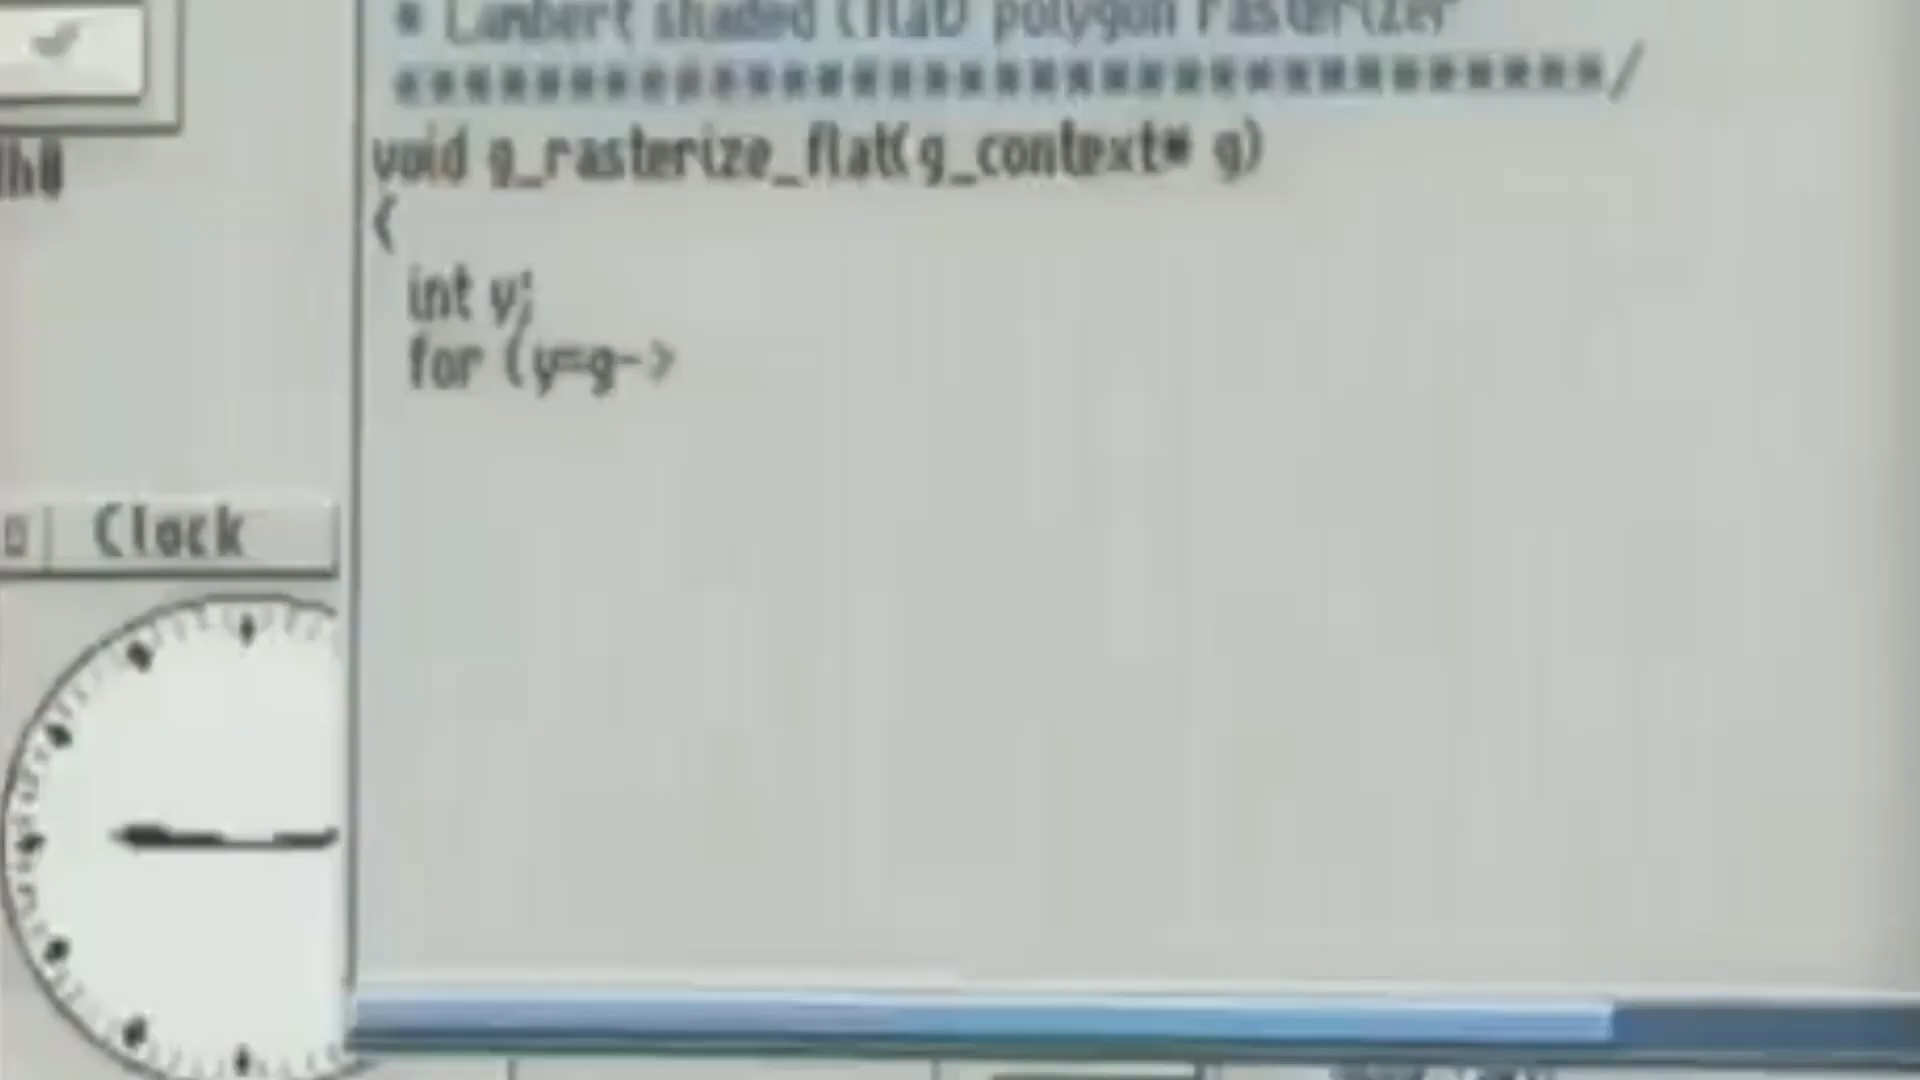 * Lambert shaded (flat) polygon rasterizer
**********************************/
void g_rasterize_flat(g_context* g)
{
int y;
for (y=g->
Clock